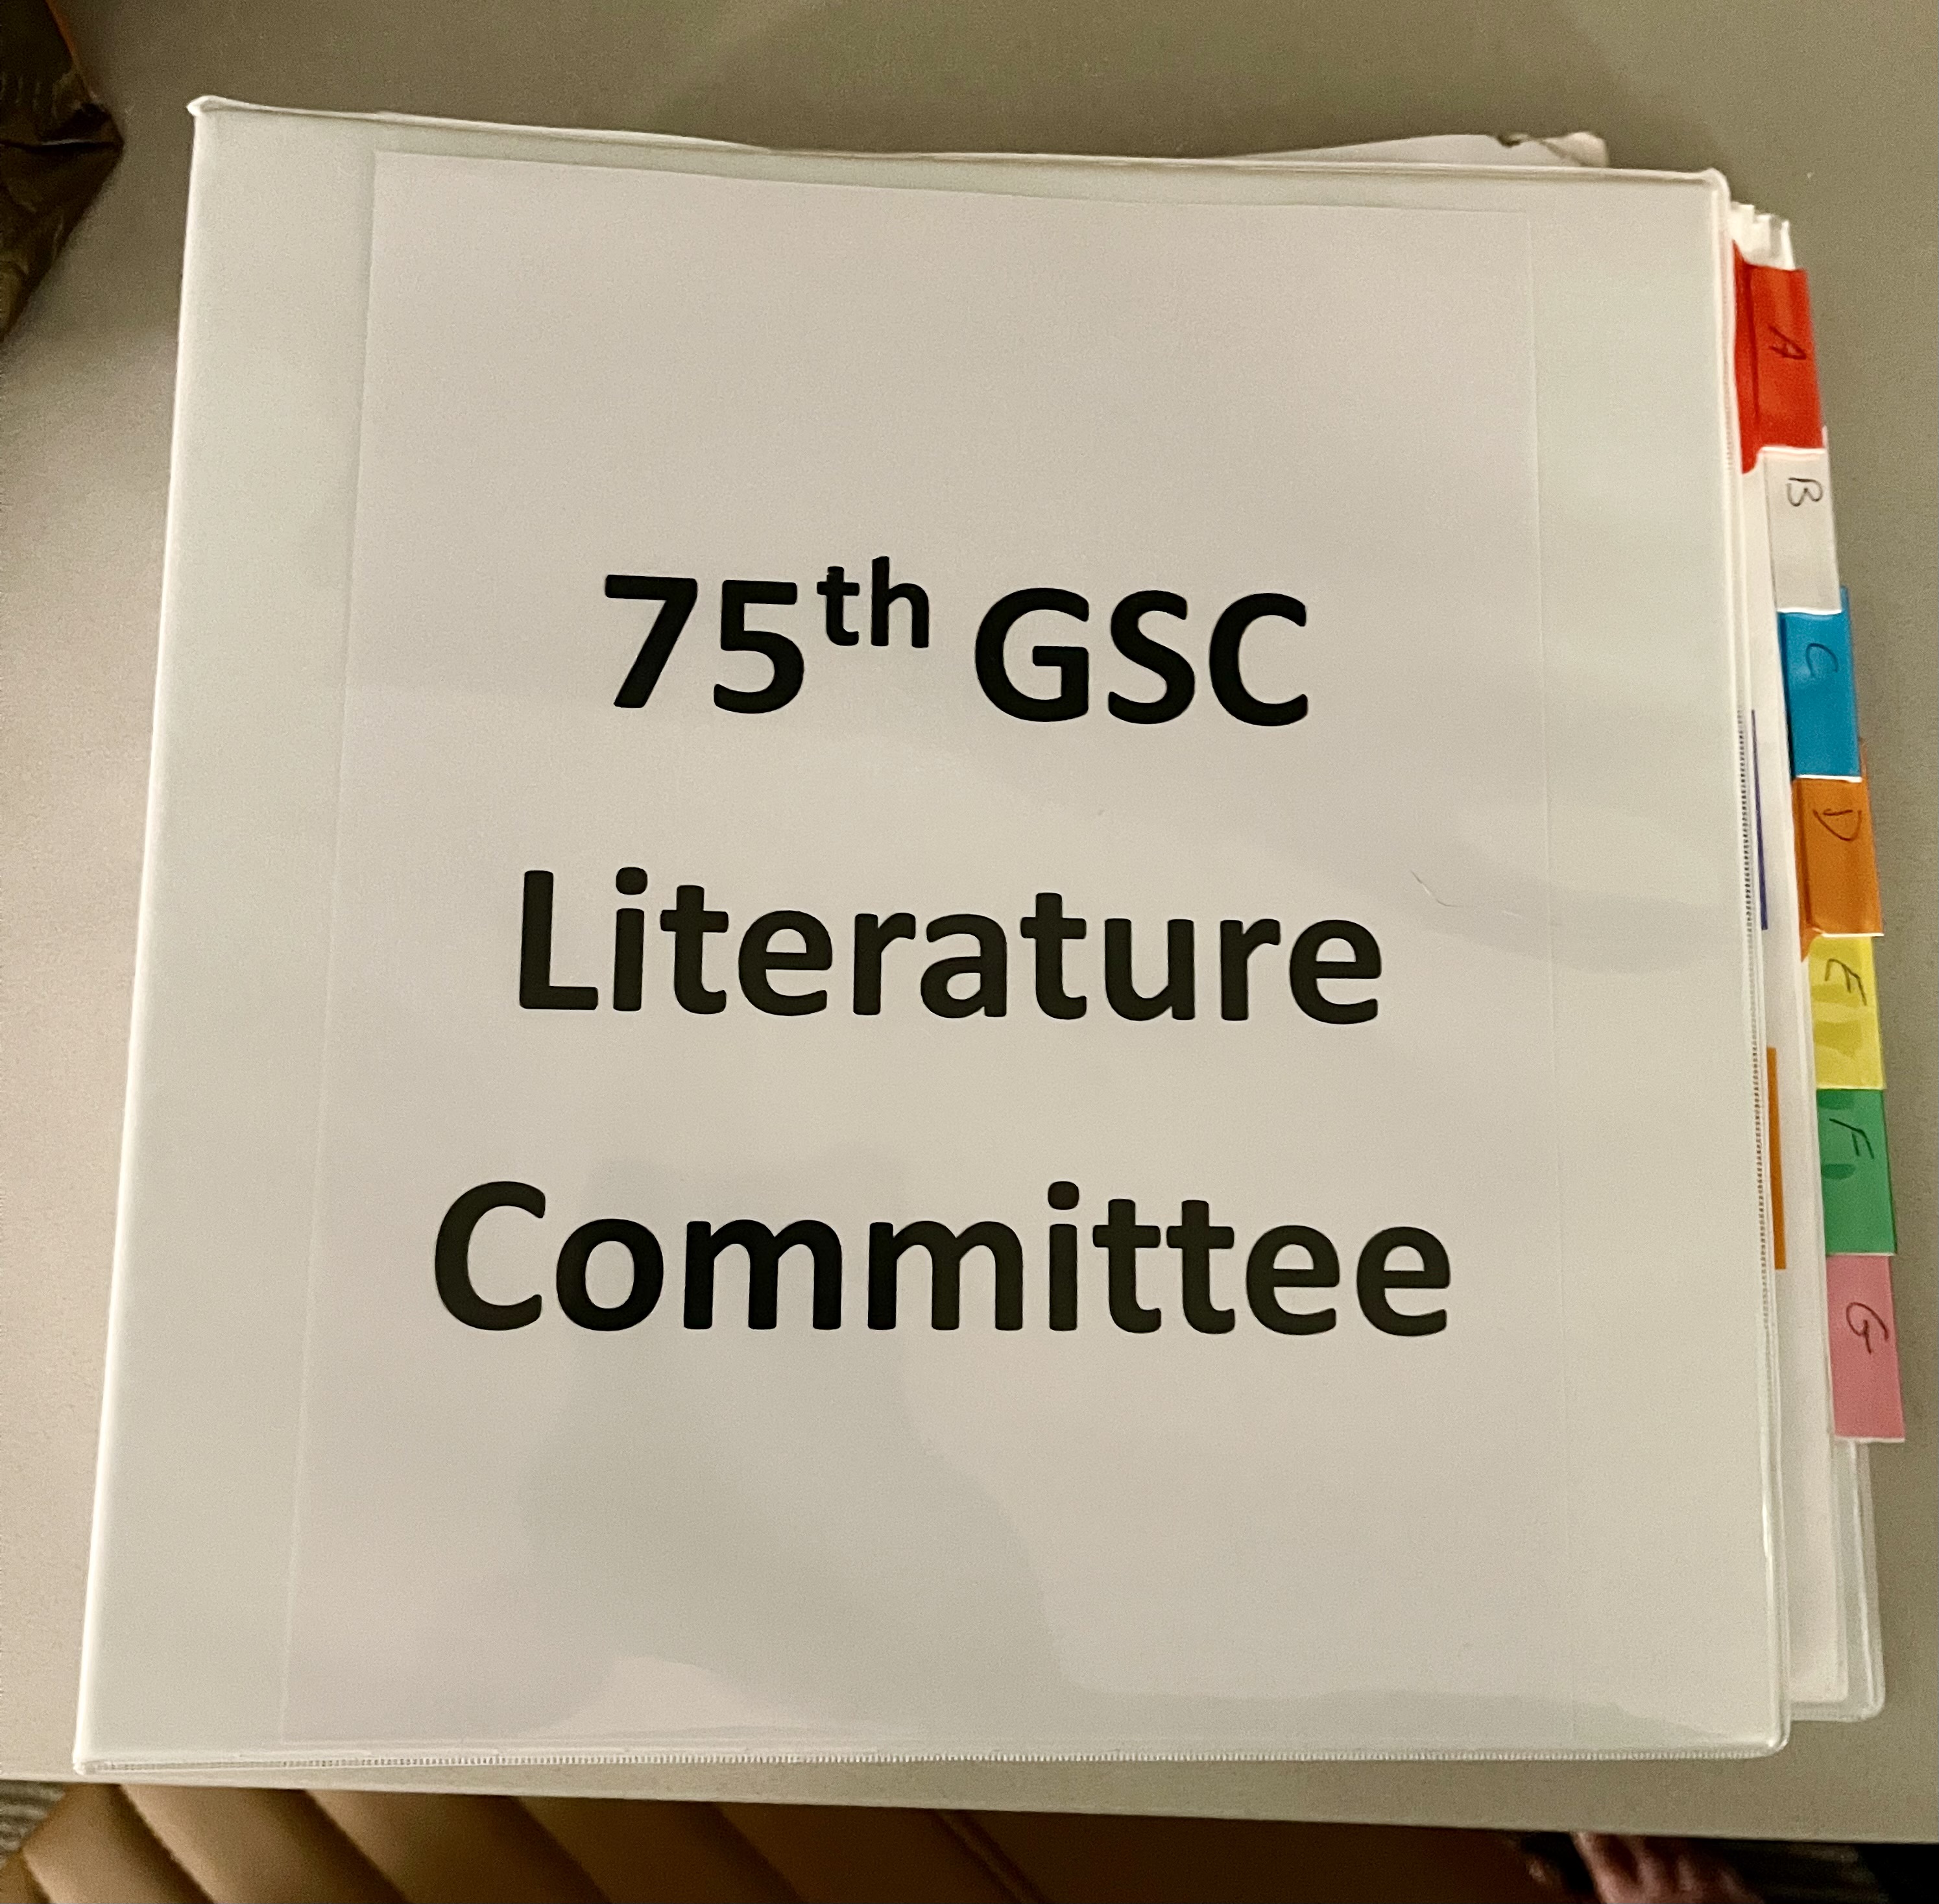 75th GSC
Literature
Committee
A
B
C
D
E
F
G